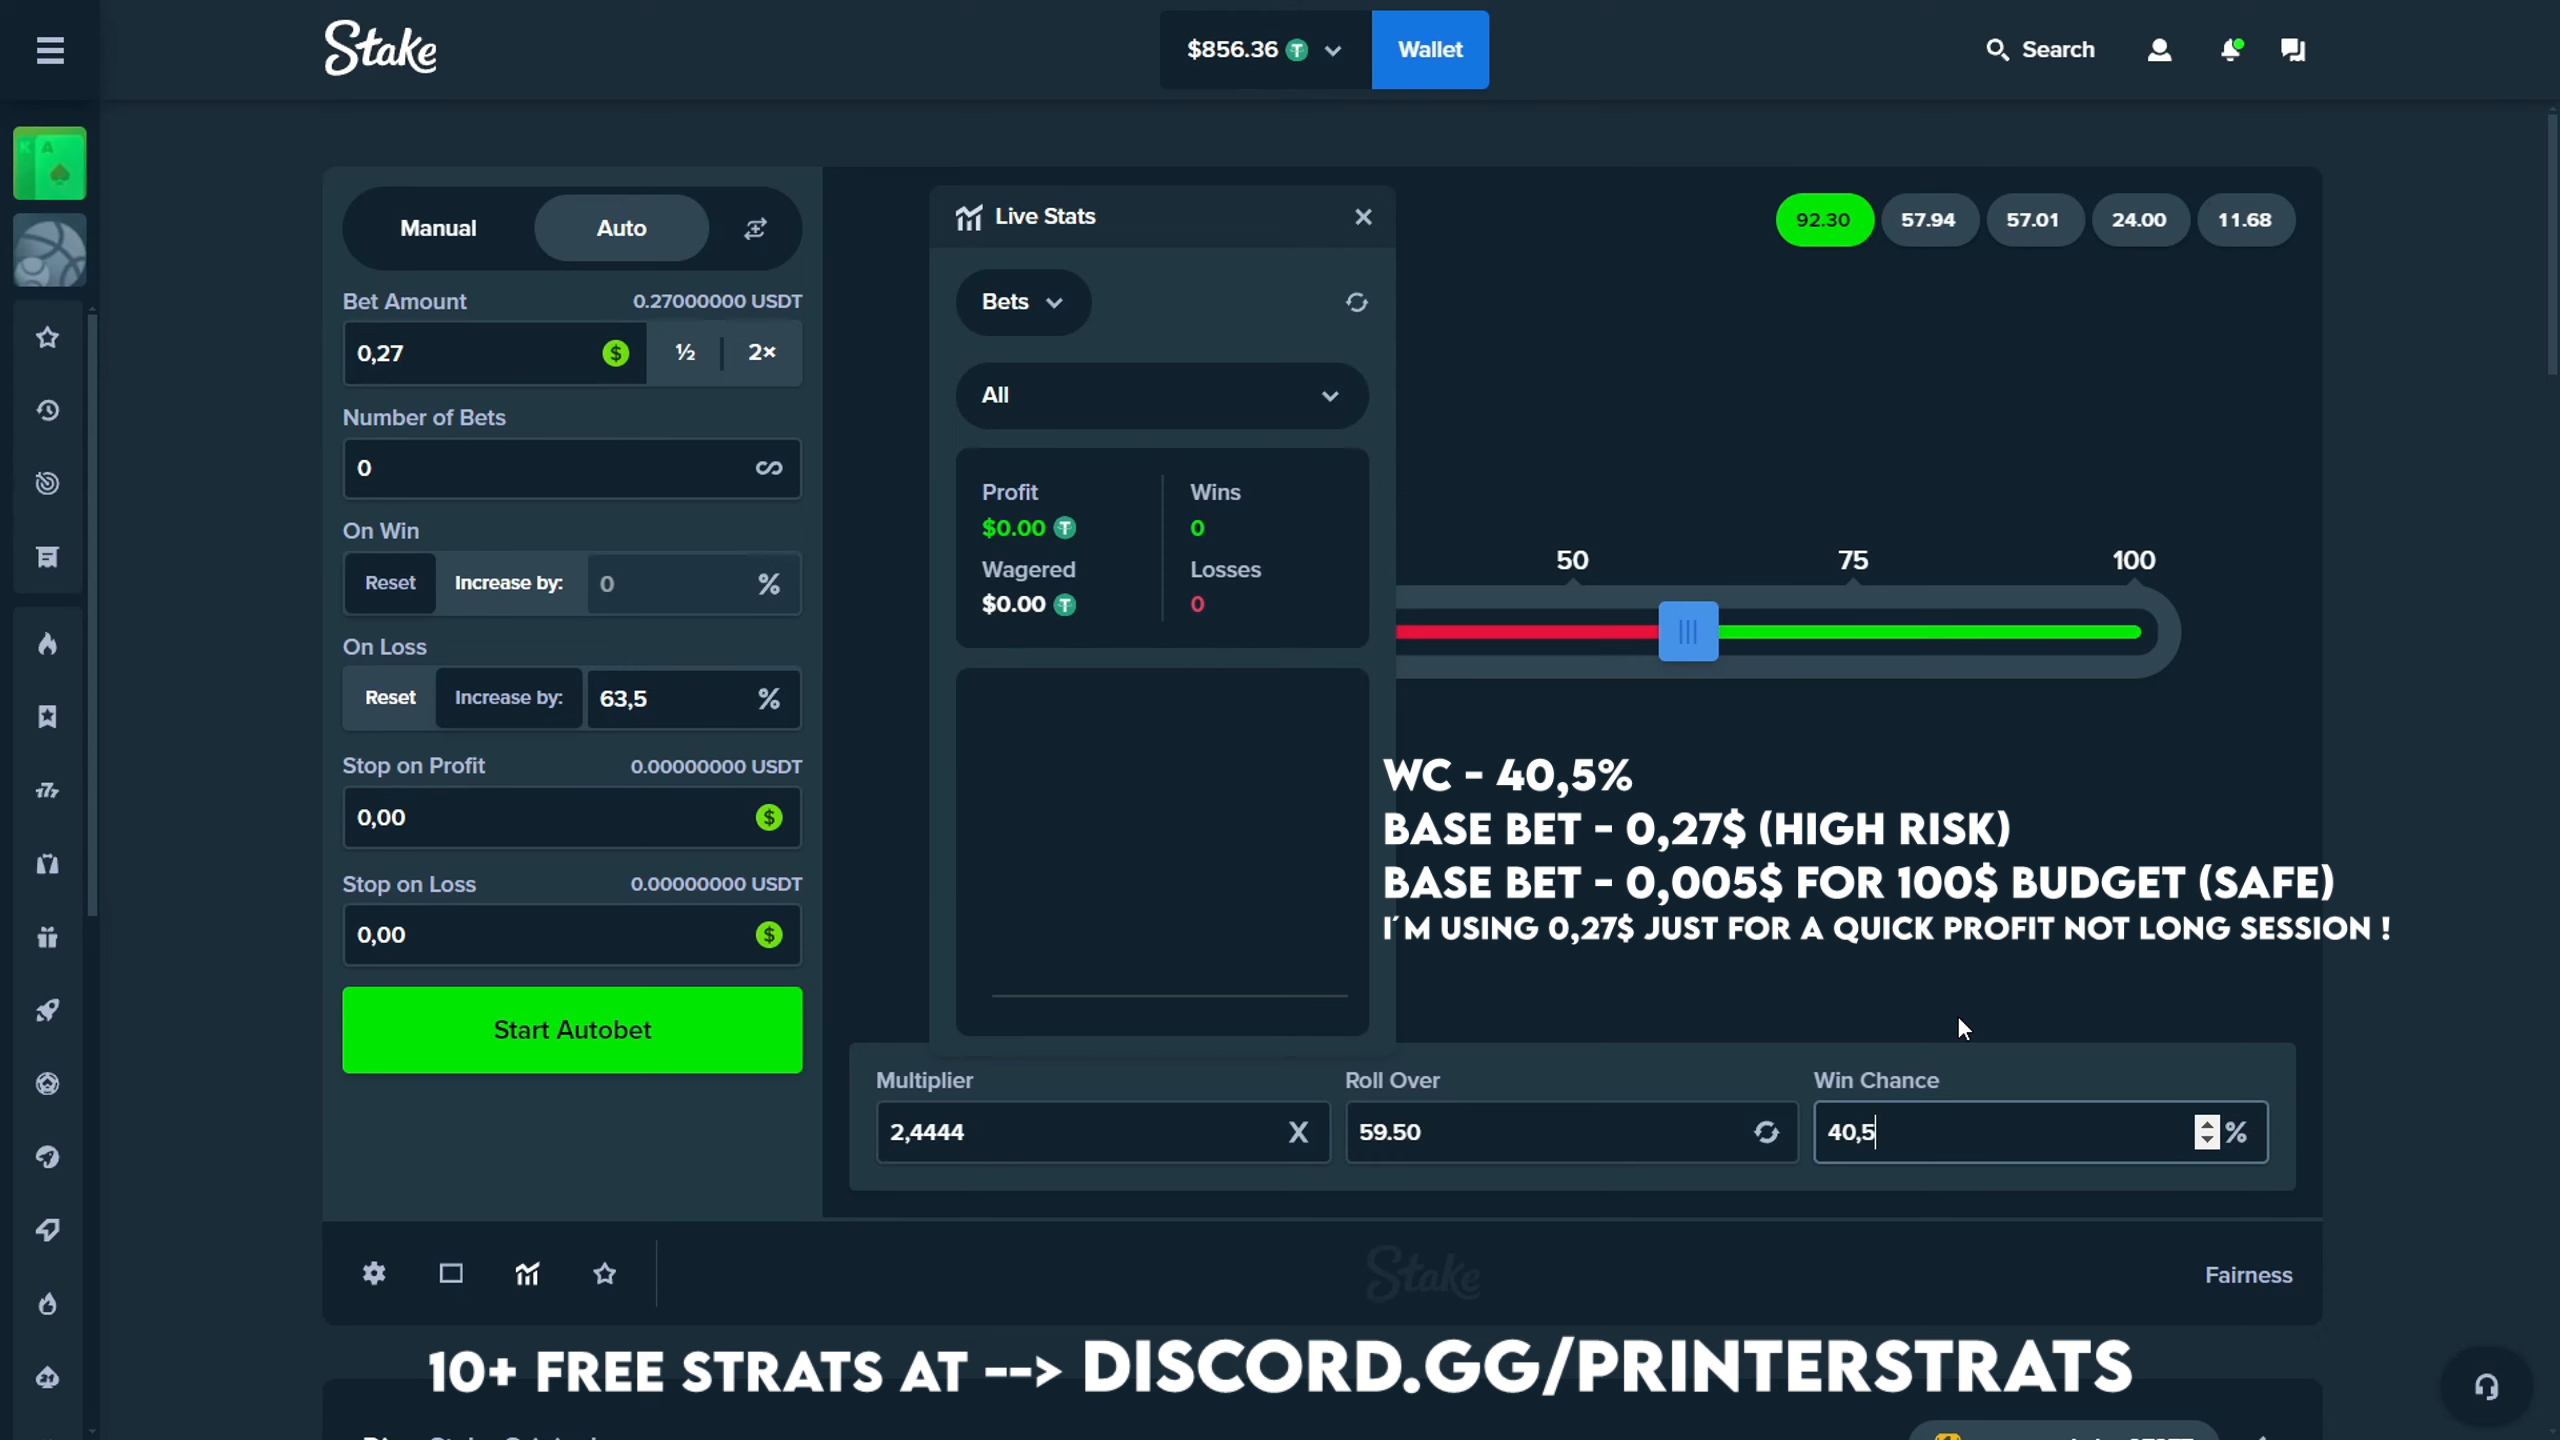 Stake
$856.36
Wallet
Search
Manual
Auto
Bet Amount
0.27000000 USDT
0,27
½
2×
Number of Bets
0
On Win
Reset
Increase by:
0
%
On Loss
Reset
Increase by:
63,5
%
Stop on Profit
0.00000000 USDT
0,00
Stop on Loss
0.00000000 USDT
0,00
Start Autobet
Live Stats
Bets
All
Profit
$0.00
Wins
0
Wagered
$0.00
Losses
0
92.30
57.94
57.01
24.00
11.68
50
75
100
WC - 40,5%
BASE BET - 0,27$ (HIGH RISK)
BASE BET - 0,005$ FOR 100$ BUDGET (SAFE)
I´M USING 0,27$ JUST FOR A QUICK PROFIT NOT LONG SESSION !
Multiplier
2,4444
Roll Over
59.50
Win Chance
40,5
%
Stake
Fairness
10+ FREE STRATS AT --> DISCORD.GG/PRINTERSTRATS